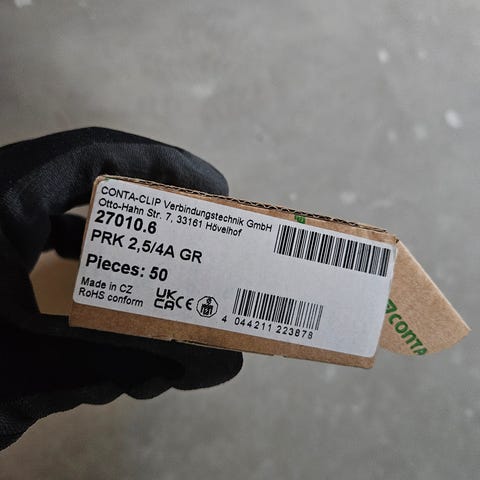 CONTA-CLIP Verbindungstechnik GmbH
Otto-Hahn Str. 7, 33161 Hövelhof
27010.6
PRK 2,5/4A GR
Pieces: 50
Made in CZ
RoHS conform
UK
CA CE
4 044211 223878
CONTA